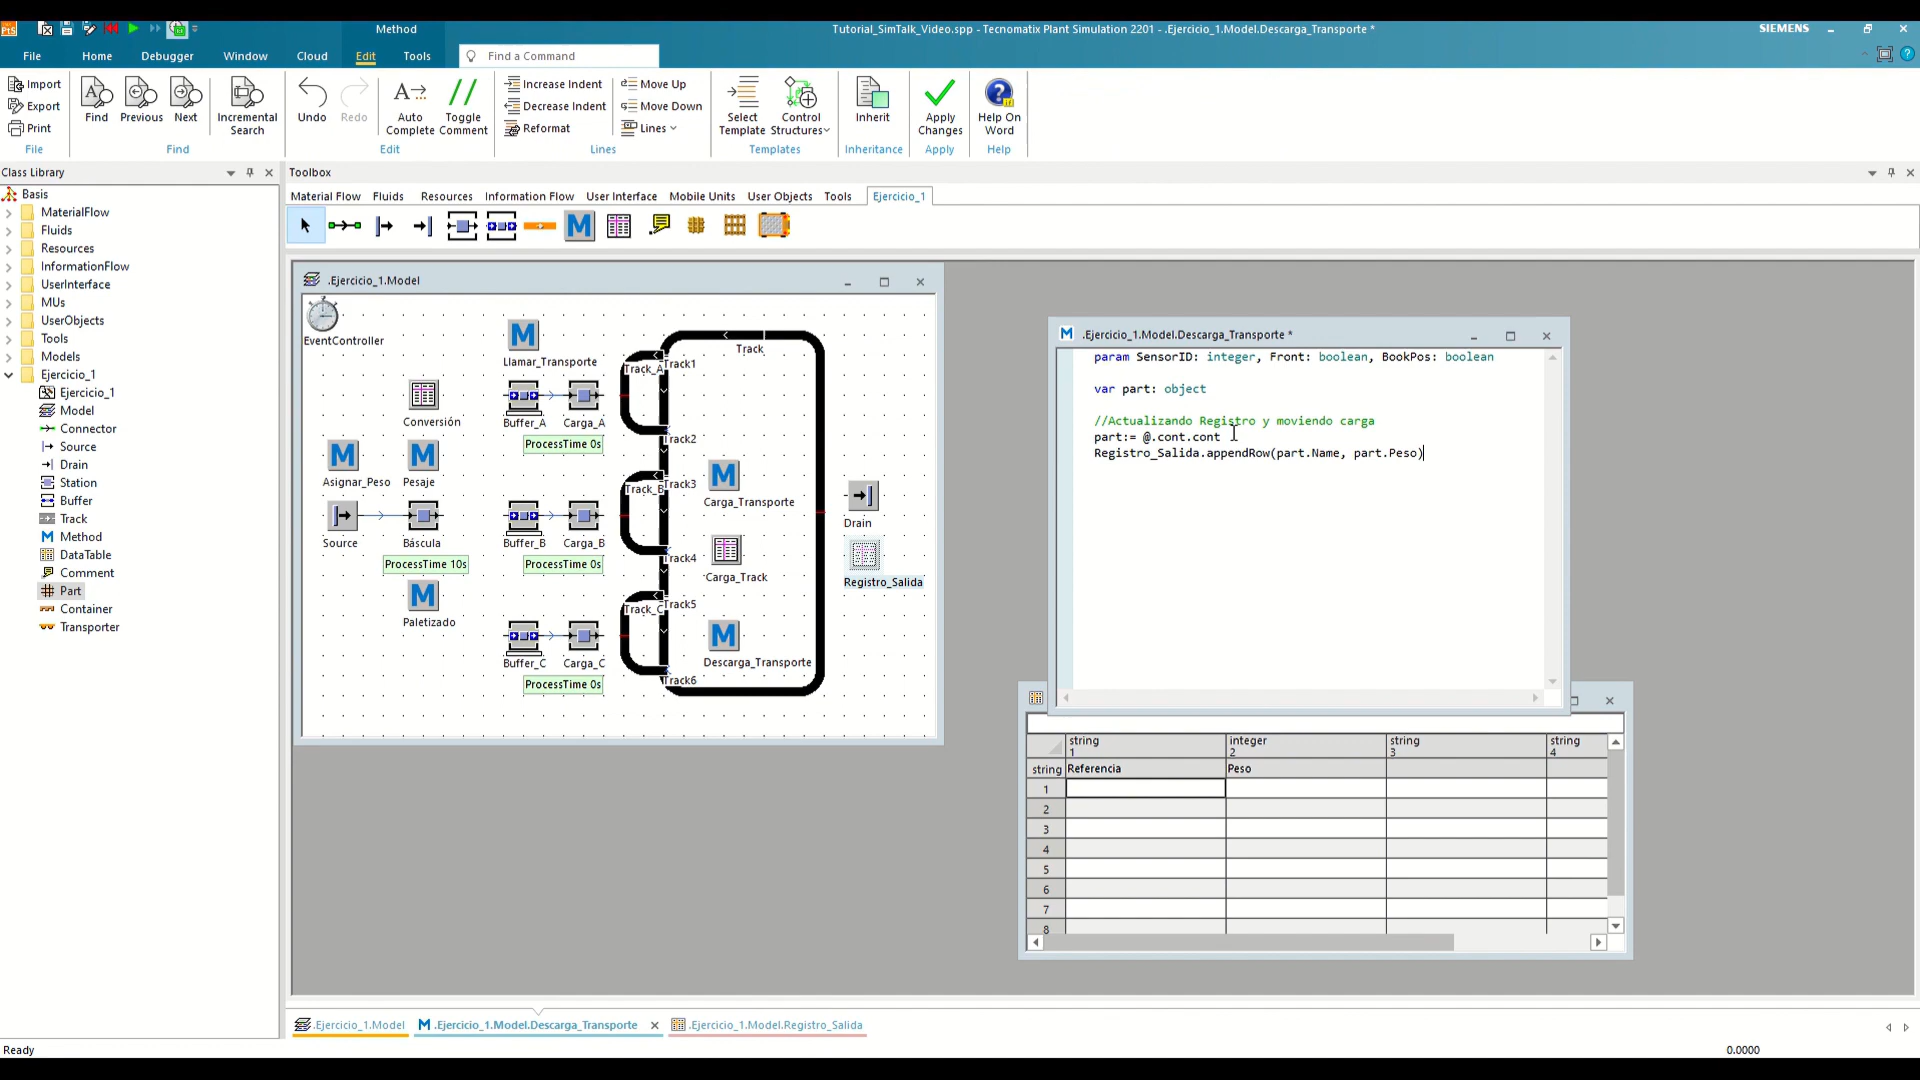 PtS
Method
Tutorial_SimTalk_Video.spp - Tecnomatix Plant Simulation 2201 - .Ejercicio_1.Model.Descarga_Transporte *
SIEMENS
File
Home
Debugger
Window
Cloud
Edit
Tools
Find a Command
Import
Export
Print
File
Find
Previous
Next
Incremental Search
Find
Undo
Redo
Auto Complete
Toggle Comment
Edit
Increase Indent
Decrease Indent
Reformat
Move Up
Move Down
Lines
Lines
Select Template
Control Structures
Templates
Inherit
Inheritance
Apply Changes
Apply
Help On Word
Help
Class Library
Toolbox
Basis
MaterialFlow
Fluids
Resources
InformationFlow
UserInterface
MUs
UserObjects
Tools
Models
Ejercicio_1
Ejercicio_1
Model
Connector
Source
Drain
Station
Buffer
Track
Method
DataTable
Comment
Part
Container
Transporter
Material Flow
Fluids
Resources
Information Flow
User Interface
Mobile Units
User Objects
Tools
Ejercicio_1
M
.Ejercicio_1.Model
EventController
M
Llamar_Transporte
Track
Track_A
Track1
Conversión
Buffer_A
Carga_A
Track2
ProcessTime 0s
M
M
Asignar_Peso
Pesaje
M
Carga_Transporte
Track_B
Track3
Source
Báscula
Buffer_B
Carga_B
Drain
ProcessTime 10s
ProcessTime 0s
Track4
Carga_Track
Registro_Salida
M
Paletizado
Track_C
Track5
M
Buffer_C
Carga_C
Descarga_Transporte
ProcessTime 0s
Track6
M .Ejercicio_1.Model.Descarga_Transporte *
param SensorID: integer, Front: boolean, BookPos: boolean
var part: object
//Actualizando Registro y moviendo carga
part:= @.cont.cont
Registro_Salida.appendRow(part.Name, part.Peso)
string 1
integer 2
string 3
string 4
string
Referencia
Peso
1
2
3
4
5
6
7
8
.Ejercicio_1.Model
M .Ejercicio_1.Model.Descarga_Transporte
.Ejercicio_1.Model.Registro_Salida
Ready
0.0000